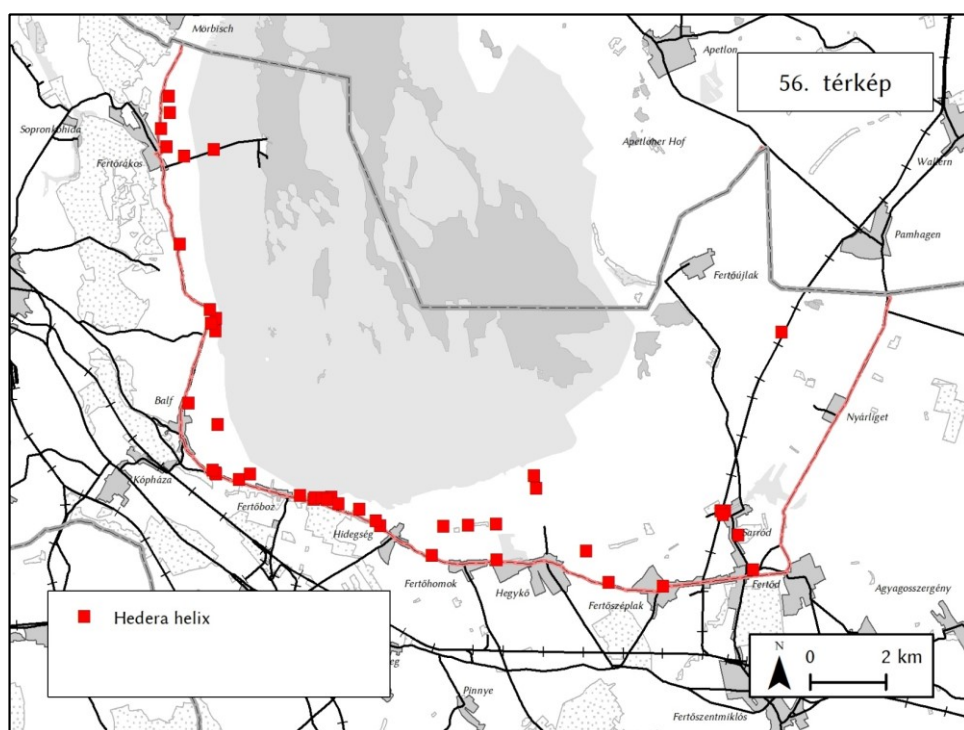 Mörbisch
Apetlon
56. térkép
Sopronkőhida
Fertőrákos
Apetloner Hof
Wallern
Pamhagen
Fertőújlak
Balf
Nyárliget
Kópháza
Fertőboz
Hidegség
Sarród
Fertőhomok
Hegykő
Fertőszéplak
Fertőd
Agyagosszergény
Hedera helix
N
0 2 km
Pinnye
Fertőszentmiklós